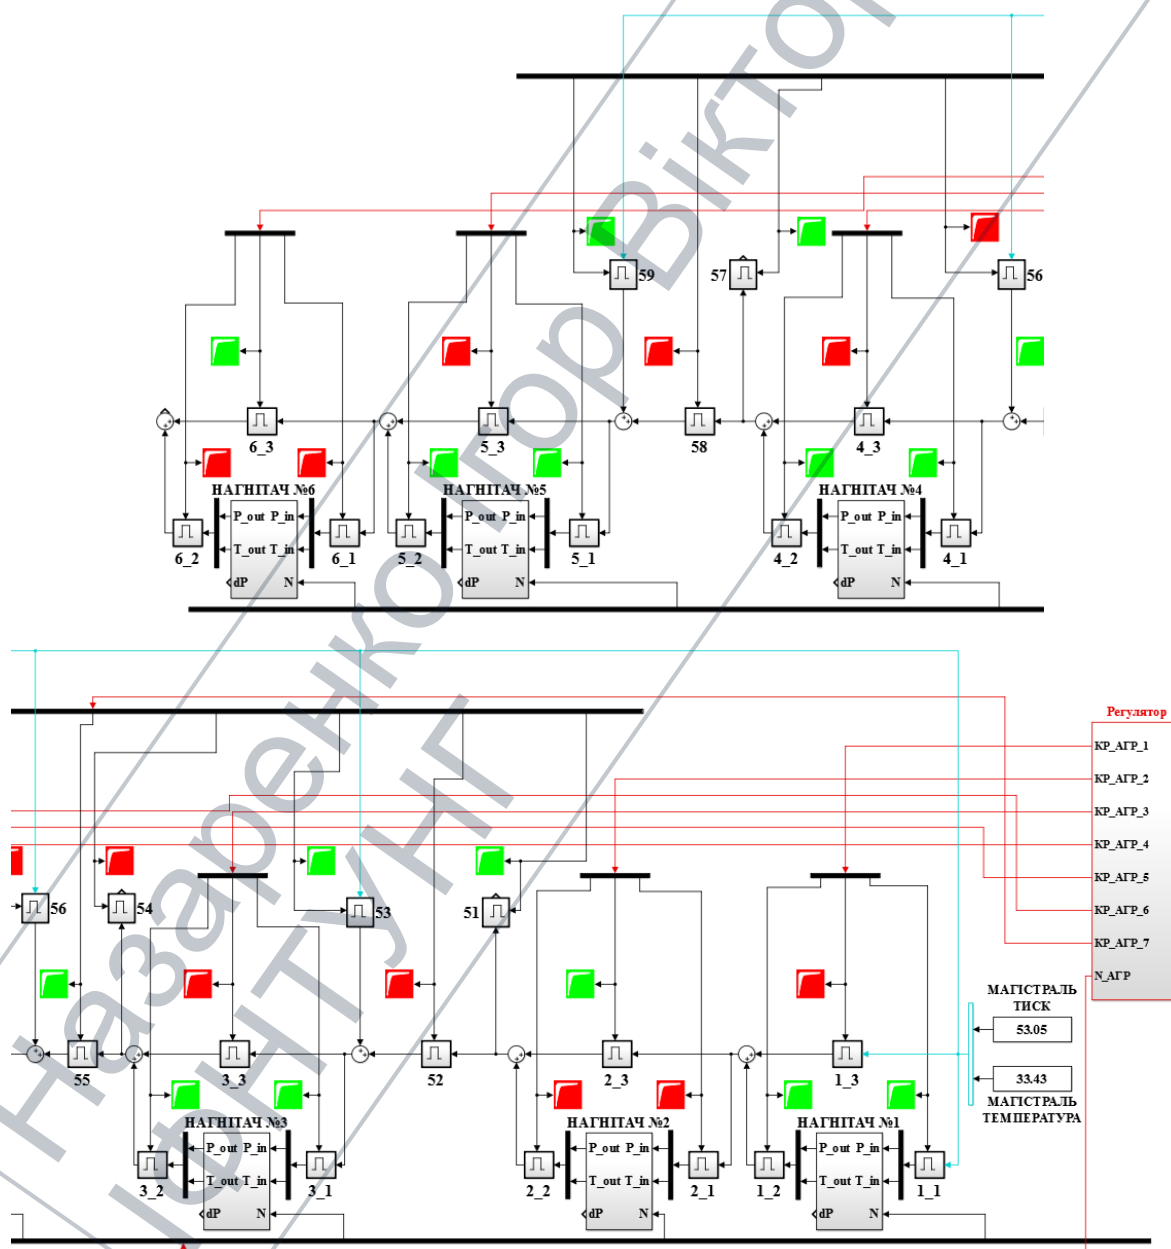 59
57
56
6_3
5_3
58
4_3
НАГНІТАЧ №6
НАГНІТАЧ №5
НАГНІТАЧ №4
P_out P_in
P_out P_in
P_out P_in
6_2
6_1
5_2
5_1
4_2
4_1
T_out T_in
T_out T_in
T_out T_in
dP N
dP N
dP N
Регулятор
КР_АГР_1
КР_АГР_2
КР_АГР_3
КР_АГР_4
КР_АГР_5
КР_АГР_6
КР_АГР_7
N_АГР
56
54
53
51
МАГІСТРАЛЬ
ТИСК
53.05
33.43
МАГІСТРАЛЬ
ТЕМПЕРАТУРА
55
3_3
52
2_3
1_3
НАГНІТАЧ №3
НАГНІТАЧ №2
НАГНІТАЧ №1
P_out P_in
P_out P_in
P_out P_in
T_out T_in
T_out T_in
T_out T_in
3_2
3_1
2_2
2_1
1_2
1_1
dP N
dP N
dP N
Назаренко Ігор Віктор
ІФНТУНГ